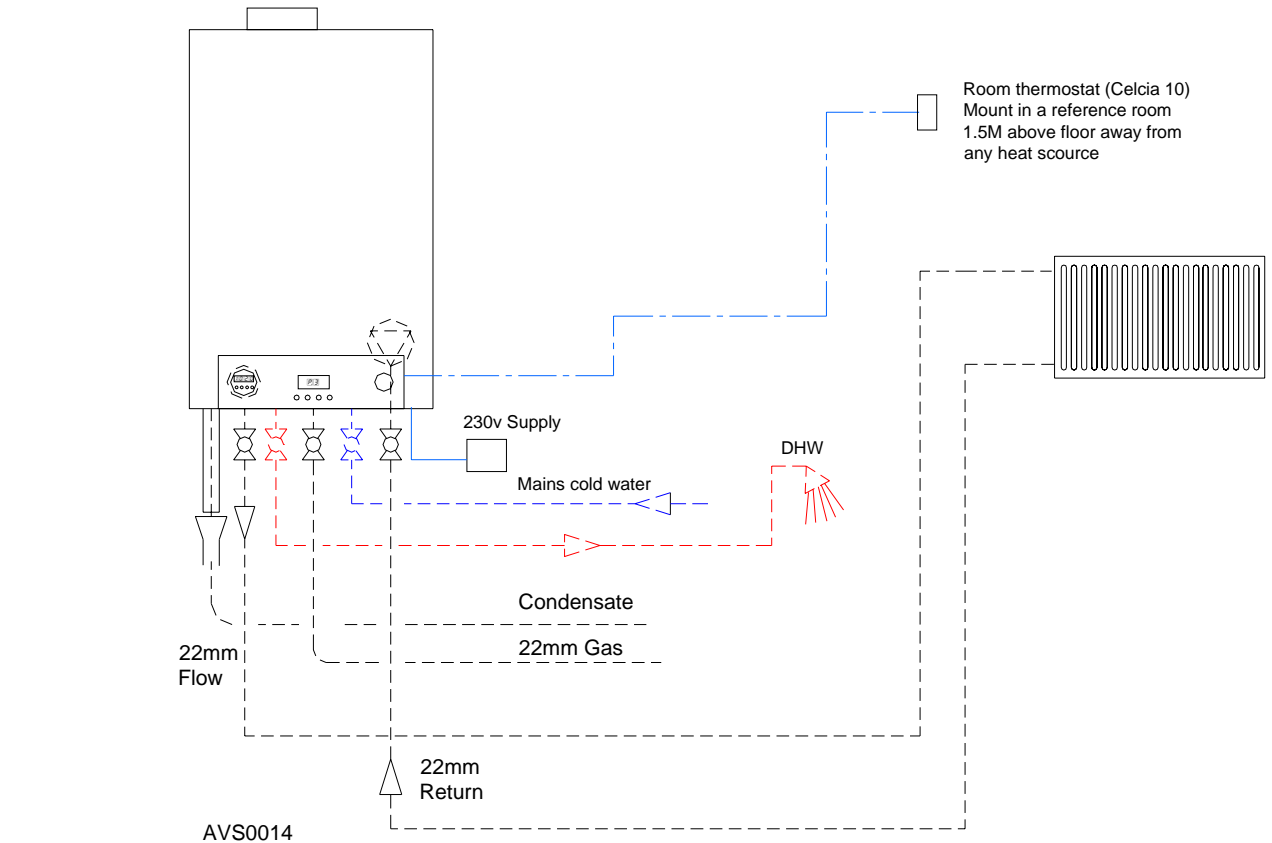 Room thermostat (Celcia 10)
Mount in a reference room
1.5M above floor away from
any heat scource
230v Supply
DHW
Mains cold water
Condensate
22mm Gas
22mm
Flow
22mm
Return
AVS0014